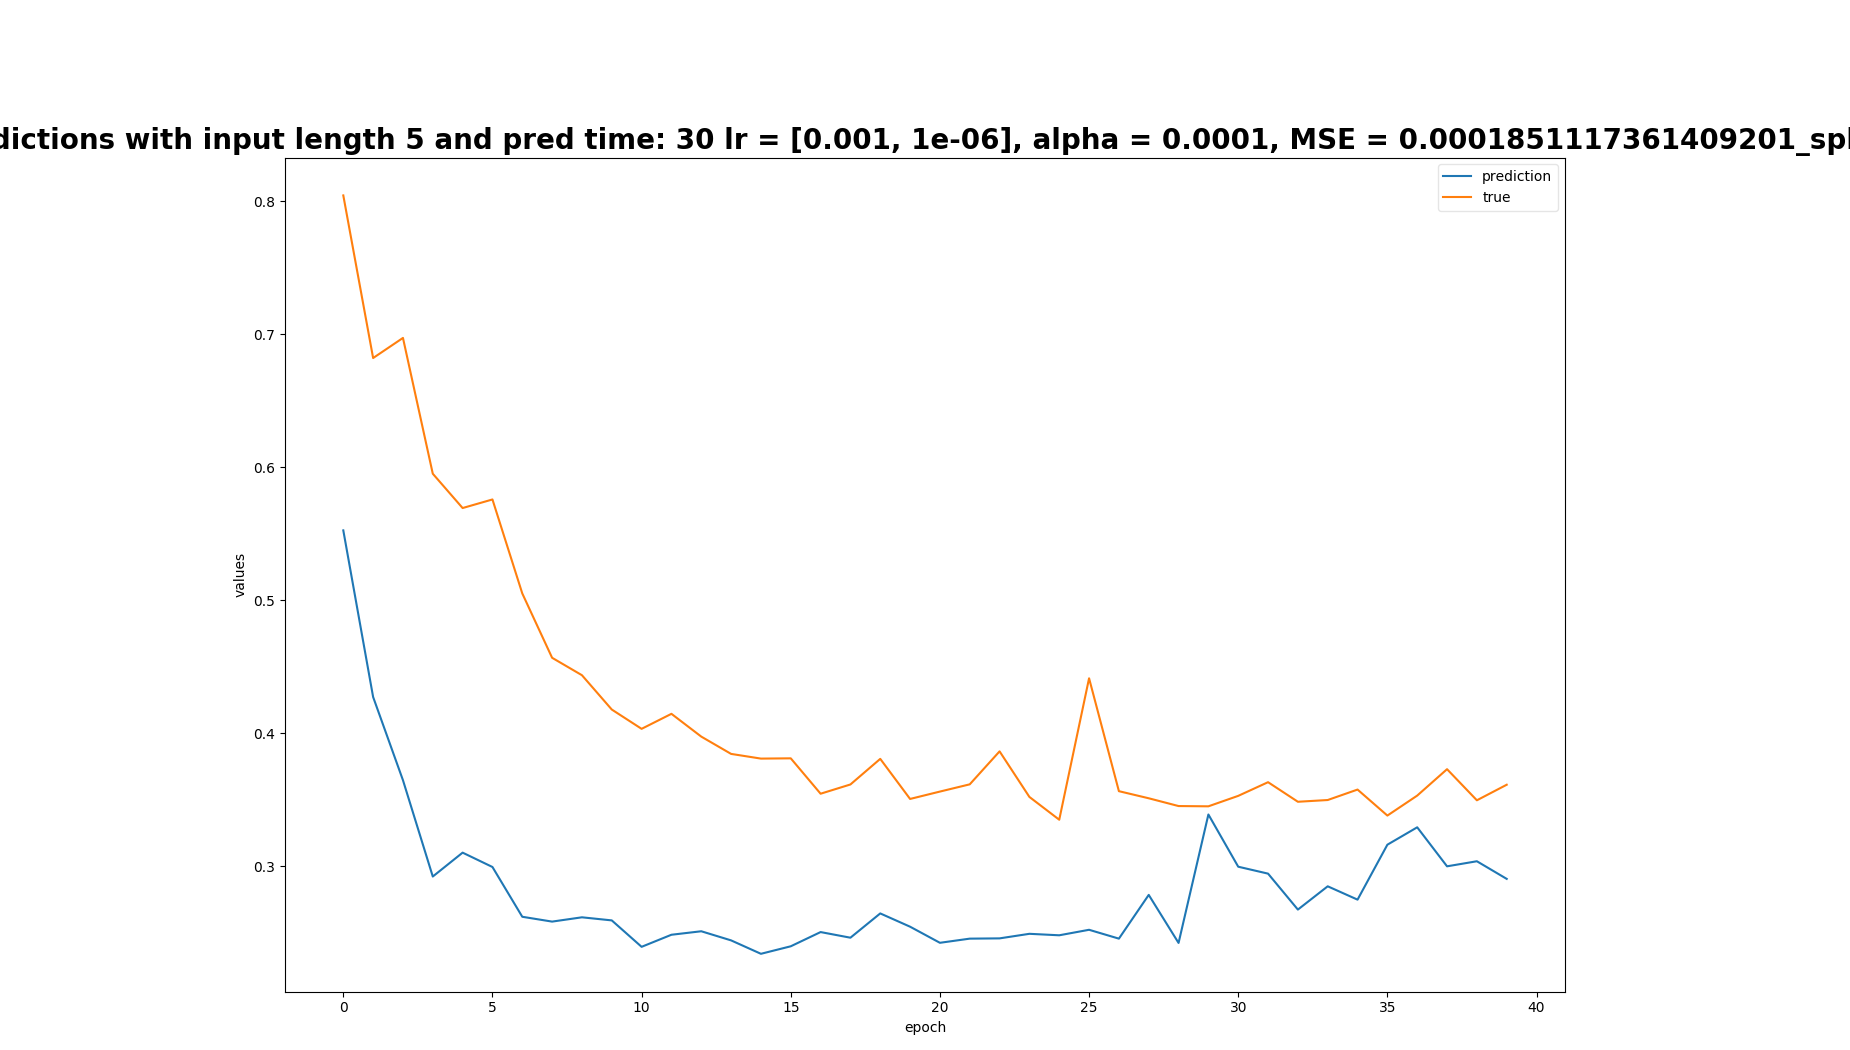 dictions with input length 5 and pred time: 30 lr = [0.001, 1e-06], alpha = 0.0001, MSE = 0.0001851117361409201_spl
prediction
true
0.8
0.7
0.6
0.5
0.4
0.3
values
0 5 10 15 20 25 30 35 40
epoch